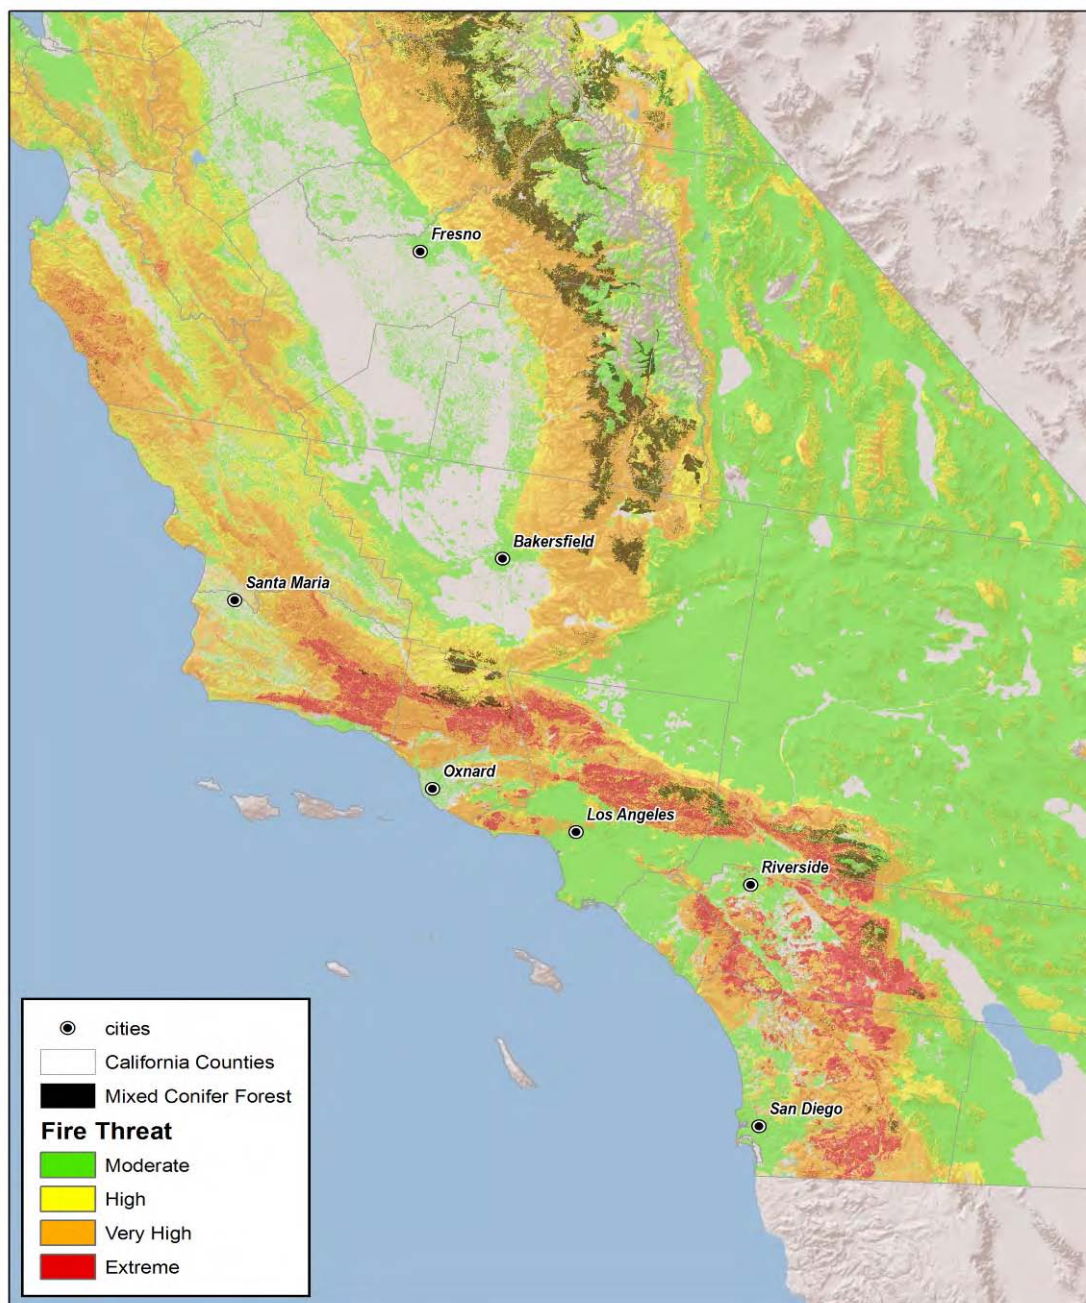 Fresno
Bakersfield
Santa Maria
Oxnard
Los Angeles
Riverside
San Diego
cities
California Counties
Mixed Conifer Forest
Fire Threat
Moderate
High
Very High
Extreme